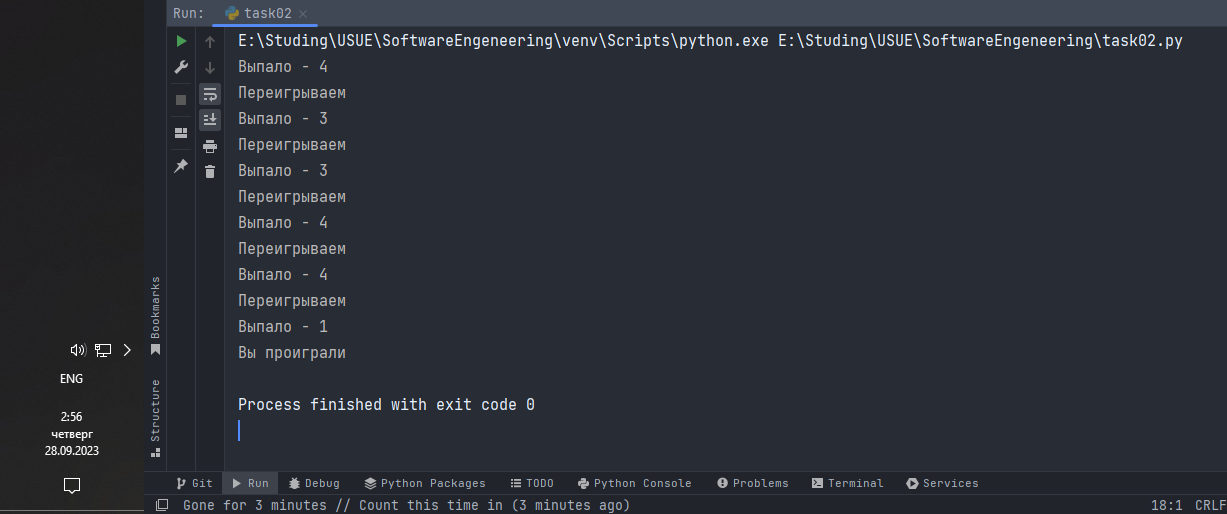 Run: task02
E:\Studing\USUE\SoftwareEngeneering\venv\Scripts\python.exe E:\Studing\USUE\SoftwareEngeneering\task02.py
Выпало - 4
Переигрываем
Выпало - 3
Переигрываем
Выпало - 3
Переигрываем
Выпало - 4
Переигрываем
Выпало - 4
Переигрываем
Выпало - 1
Вы проиграли
Process finished with exit code 0
Bookmarks
Structure
ENG
2:56
четверг
28.09.2023
Git Run Debug Python Packages TODO Python Console Problems Terminal Services
Gone for 3 minutes // Count this time in (3 minutes ago) 18:1 CRLF